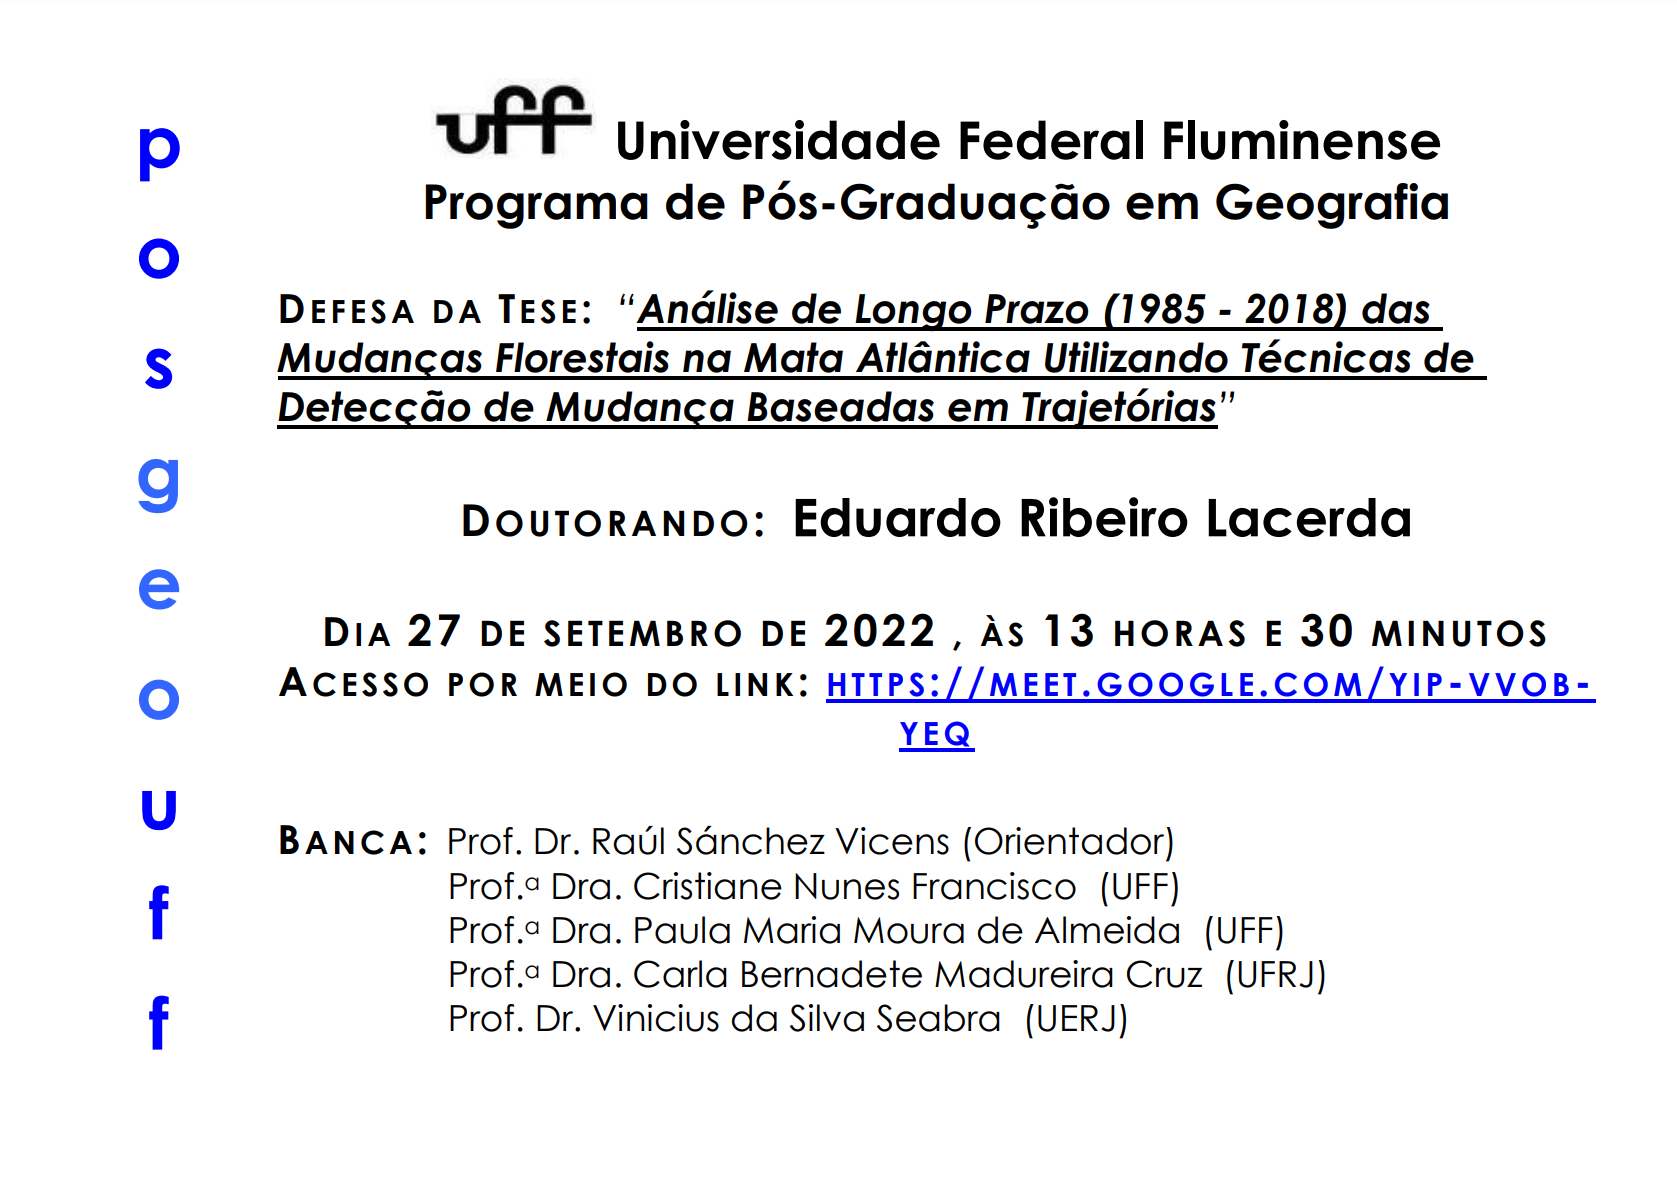 p
o
s
g
e
o
u
f
f
uff Universidade Federal Fluminense
Programa de Pós-Graduação em Geografia
DEFESA DA TESE: “Análise de Longo Prazo (1985 - 2018) das
Mudanças Florestais na Mata Atlântica Utilizando Técnicas de
Detecção de Mudança Baseadas em Trajetórias”
DOUTORANDO: Eduardo Ribeiro Lacerda
DIA 27 DE SETEMBRO DE 2022 , ÀS 13 HORAS E 30 MINUTOS
ACESSO POR MEIO DO LINK: HTTPS://MEET.GOOGLE.COM/YIP-VVOB-
YEQ
BANCA: Prof. Dr. Raúl Sánchez Vicens (Orientador)
Prof.ª Dra. Cristiane Nunes Francisco (UFF)
Prof.ª Dra. Paula Maria Moura de Almeida (UFF)
Prof.ª Dra. Carla Bernadete Madureira Cruz (UFRJ)
Prof. Dr. Vinicius da Silva Seabra (UERJ)